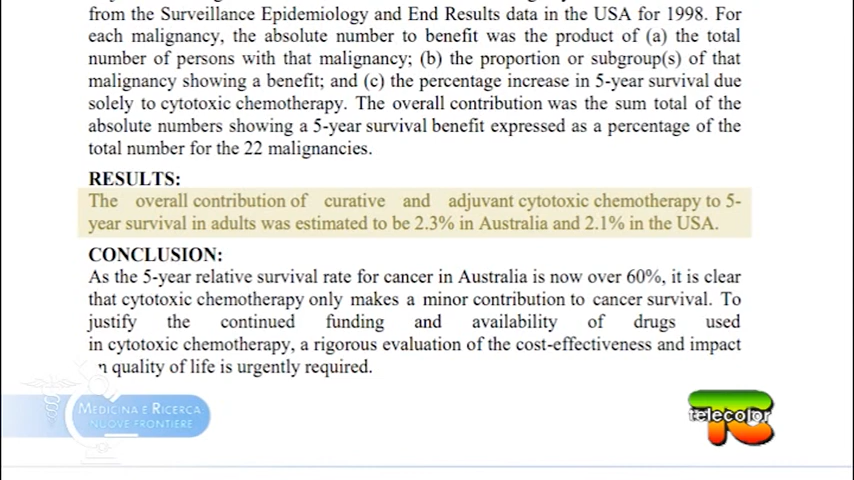 from the Surveillance Epidemiology and End Results data in the USA for 1998. For
each malignancy, the absolute number to benefit was the product of (a) the total
number of persons with that malignancy; (b) the proportion or subgroup(s) of that
malignancy showing a benefit; and (c) the percentage increase in 5-year survival due
solely to cytotoxic chemotherapy. The overall contribution was the sum total of the
absolute numbers showing a 5-year survival benefit expressed as a percentage of the
total number for the 22 malignancies.
RESULTS:
The overall contribution of curative and adjuvant cytotoxic chemotherapy to 5-
year survival in adults was estimated to be 2.3% in Australia and 2.1% in the USA.
CONCLUSION:
As the 5-year relative survival rate for cancer in Australia is now over 60%, it is clear
that cytotoxic chemotherapy only makes a minor contribution to cancer survival. To
justify the continued funding and availability of drugs used
in cytotoxic chemotherapy, a rigorous evaluation of the cost-effectiveness and impact
n quality of life is urgently required.
MEDICINA E RICERCA
NUOVE FRONTIERE
telecolor